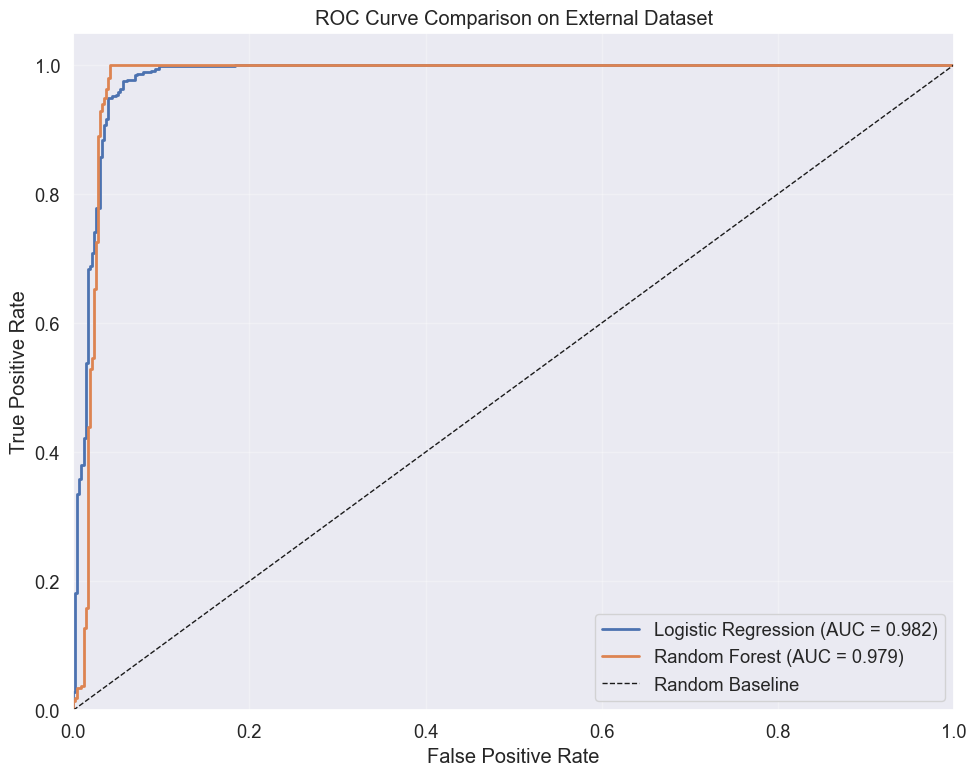 ROC Curve Comparison on External Dataset
True Positive Rate
1.0
0.8
0.6
0.4
0.2
0.0
0.0 0.2 0.4 0.6 0.8 1.0
False Positive Rate
Logistic Regression (AUC = 0.982)
Random Forest (AUC = 0.979)
Random Baseline